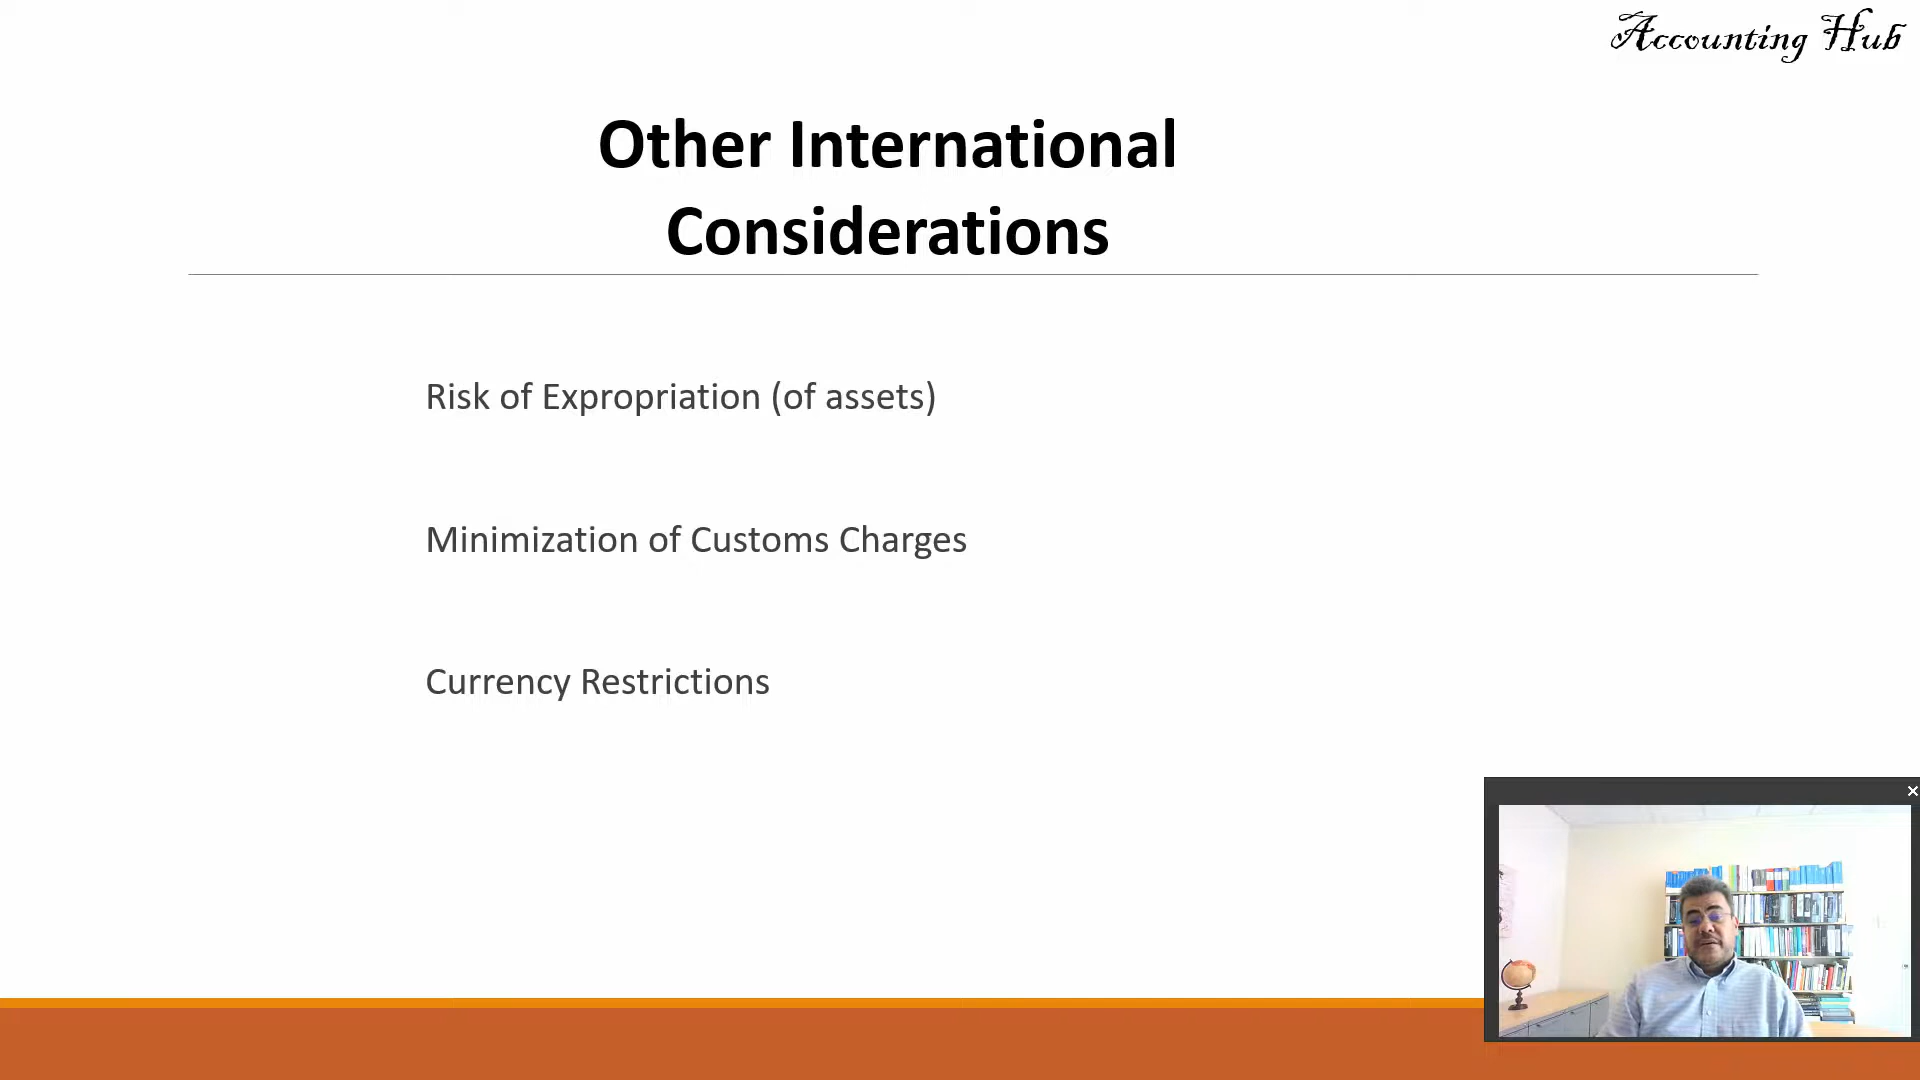 Accounting Hub
Other International
Considerations
Risk of Expropriation (of assets)
Minimization of Customs Charges
Currency Restrictions